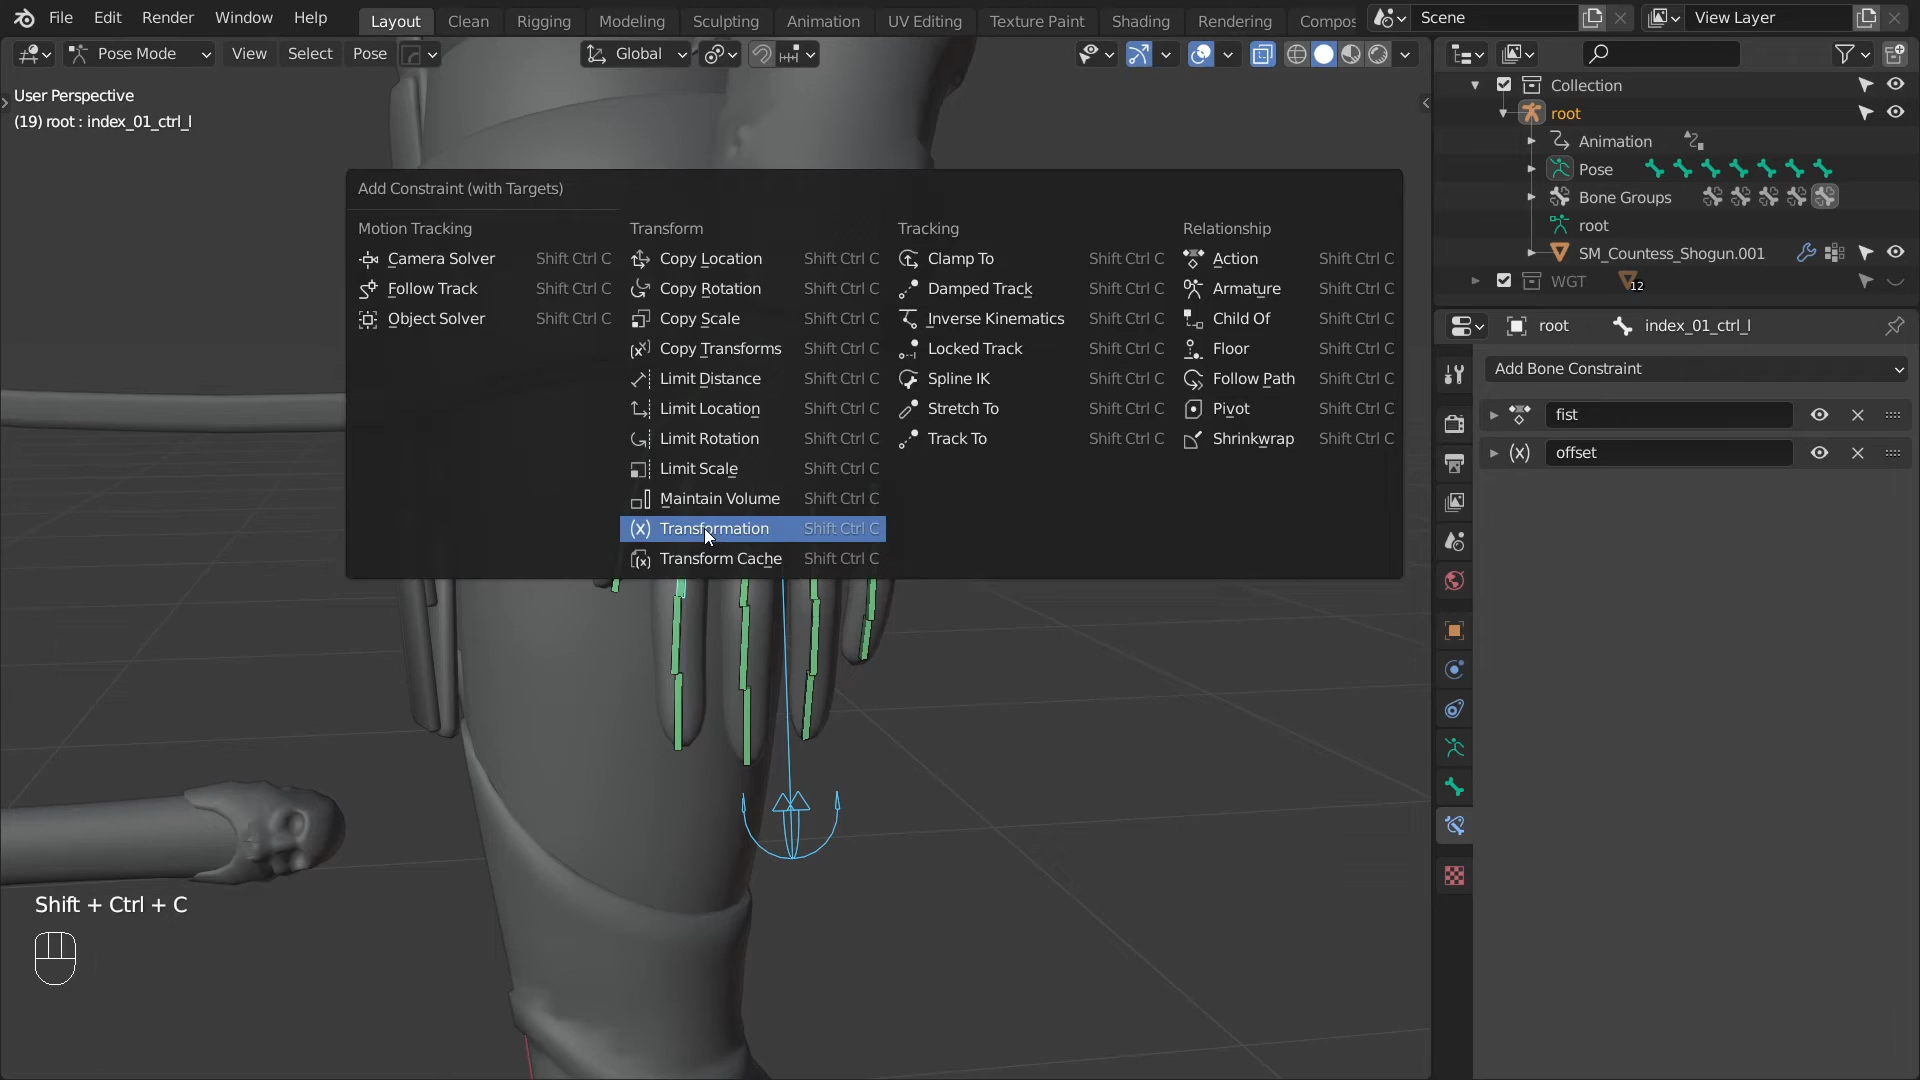 File Edit Render Window Help Layout Clean Rigging Modeling Sculpting Animation UV Editing Texture Paint Shading Rendering Compos Scene View Layer
Pose Mode View Select Pose Global
User Perspective
(19) root : index_01_ctrl_l
Add Constraint (with Targets)
Motion Tracking
Camera Solver Shift Ctrl C
Follow Track Shift Ctrl C
Object Solver Shift Ctrl C
Transform
Copy Location Shift Ctrl C
Copy Rotation Shift Ctrl C
Copy Scale Shift Ctrl C
Copy Transforms Shift Ctrl C
Limit Distance Shift Ctrl C
Limit Location Shift Ctrl C
Limit Rotation Shift Ctrl C
Limit Scale Shift Ctrl C
Maintain Volume Shift Ctrl C
Transformation Shift Ctrl C
Transform Cache Shift Ctrl C
Tracking
Clamp To Shift Ctrl C
Damped Track Shift Ctrl C
Inverse Kinematics Shift Ctrl C
Locked Track Shift Ctrl C
Spline IK Shift Ctrl C
Stretch To Shift Ctrl C
Track To Shift Ctrl C
Relationship
Action Shift Ctrl C
Armature Shift Ctrl C
Child Of Shift Ctrl C
Floor Shift Ctrl C
Follow Path Shift Ctrl C
Pivot Shift Ctrl C
Shrinkwrap Shift Ctrl C
Shift + Ctrl + C
Collection
root
Animation
Pose
Bone Groups
root
SM_Countess_Shogun.001
WGT 12
root index_01_ctrl_l
Add Bone Constraint
fist
offset